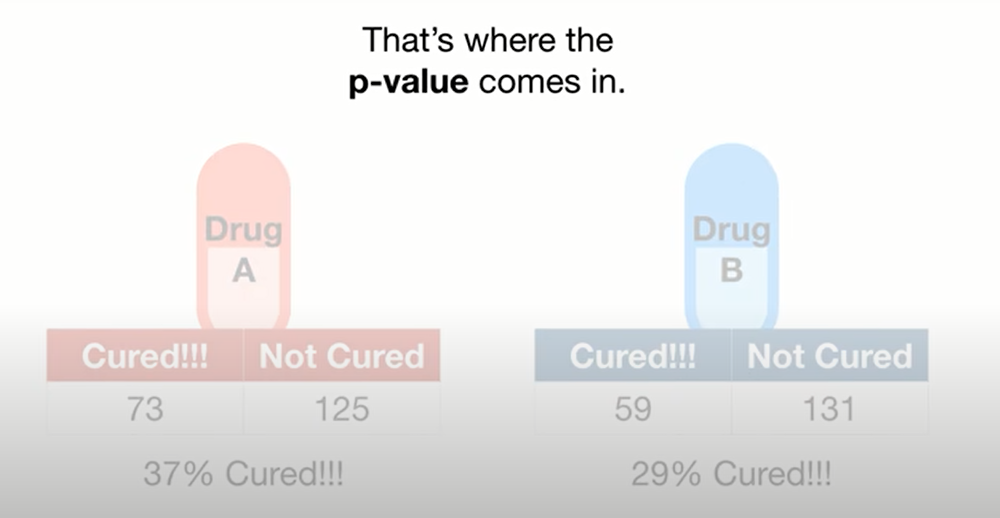 That’s where the
p-value comes in.
Drug
A
Drug
B
Cured!!! Not Cured
73 125
37% Cured!!!
Cured!!! Not Cured
59 131
29% Cured!!!